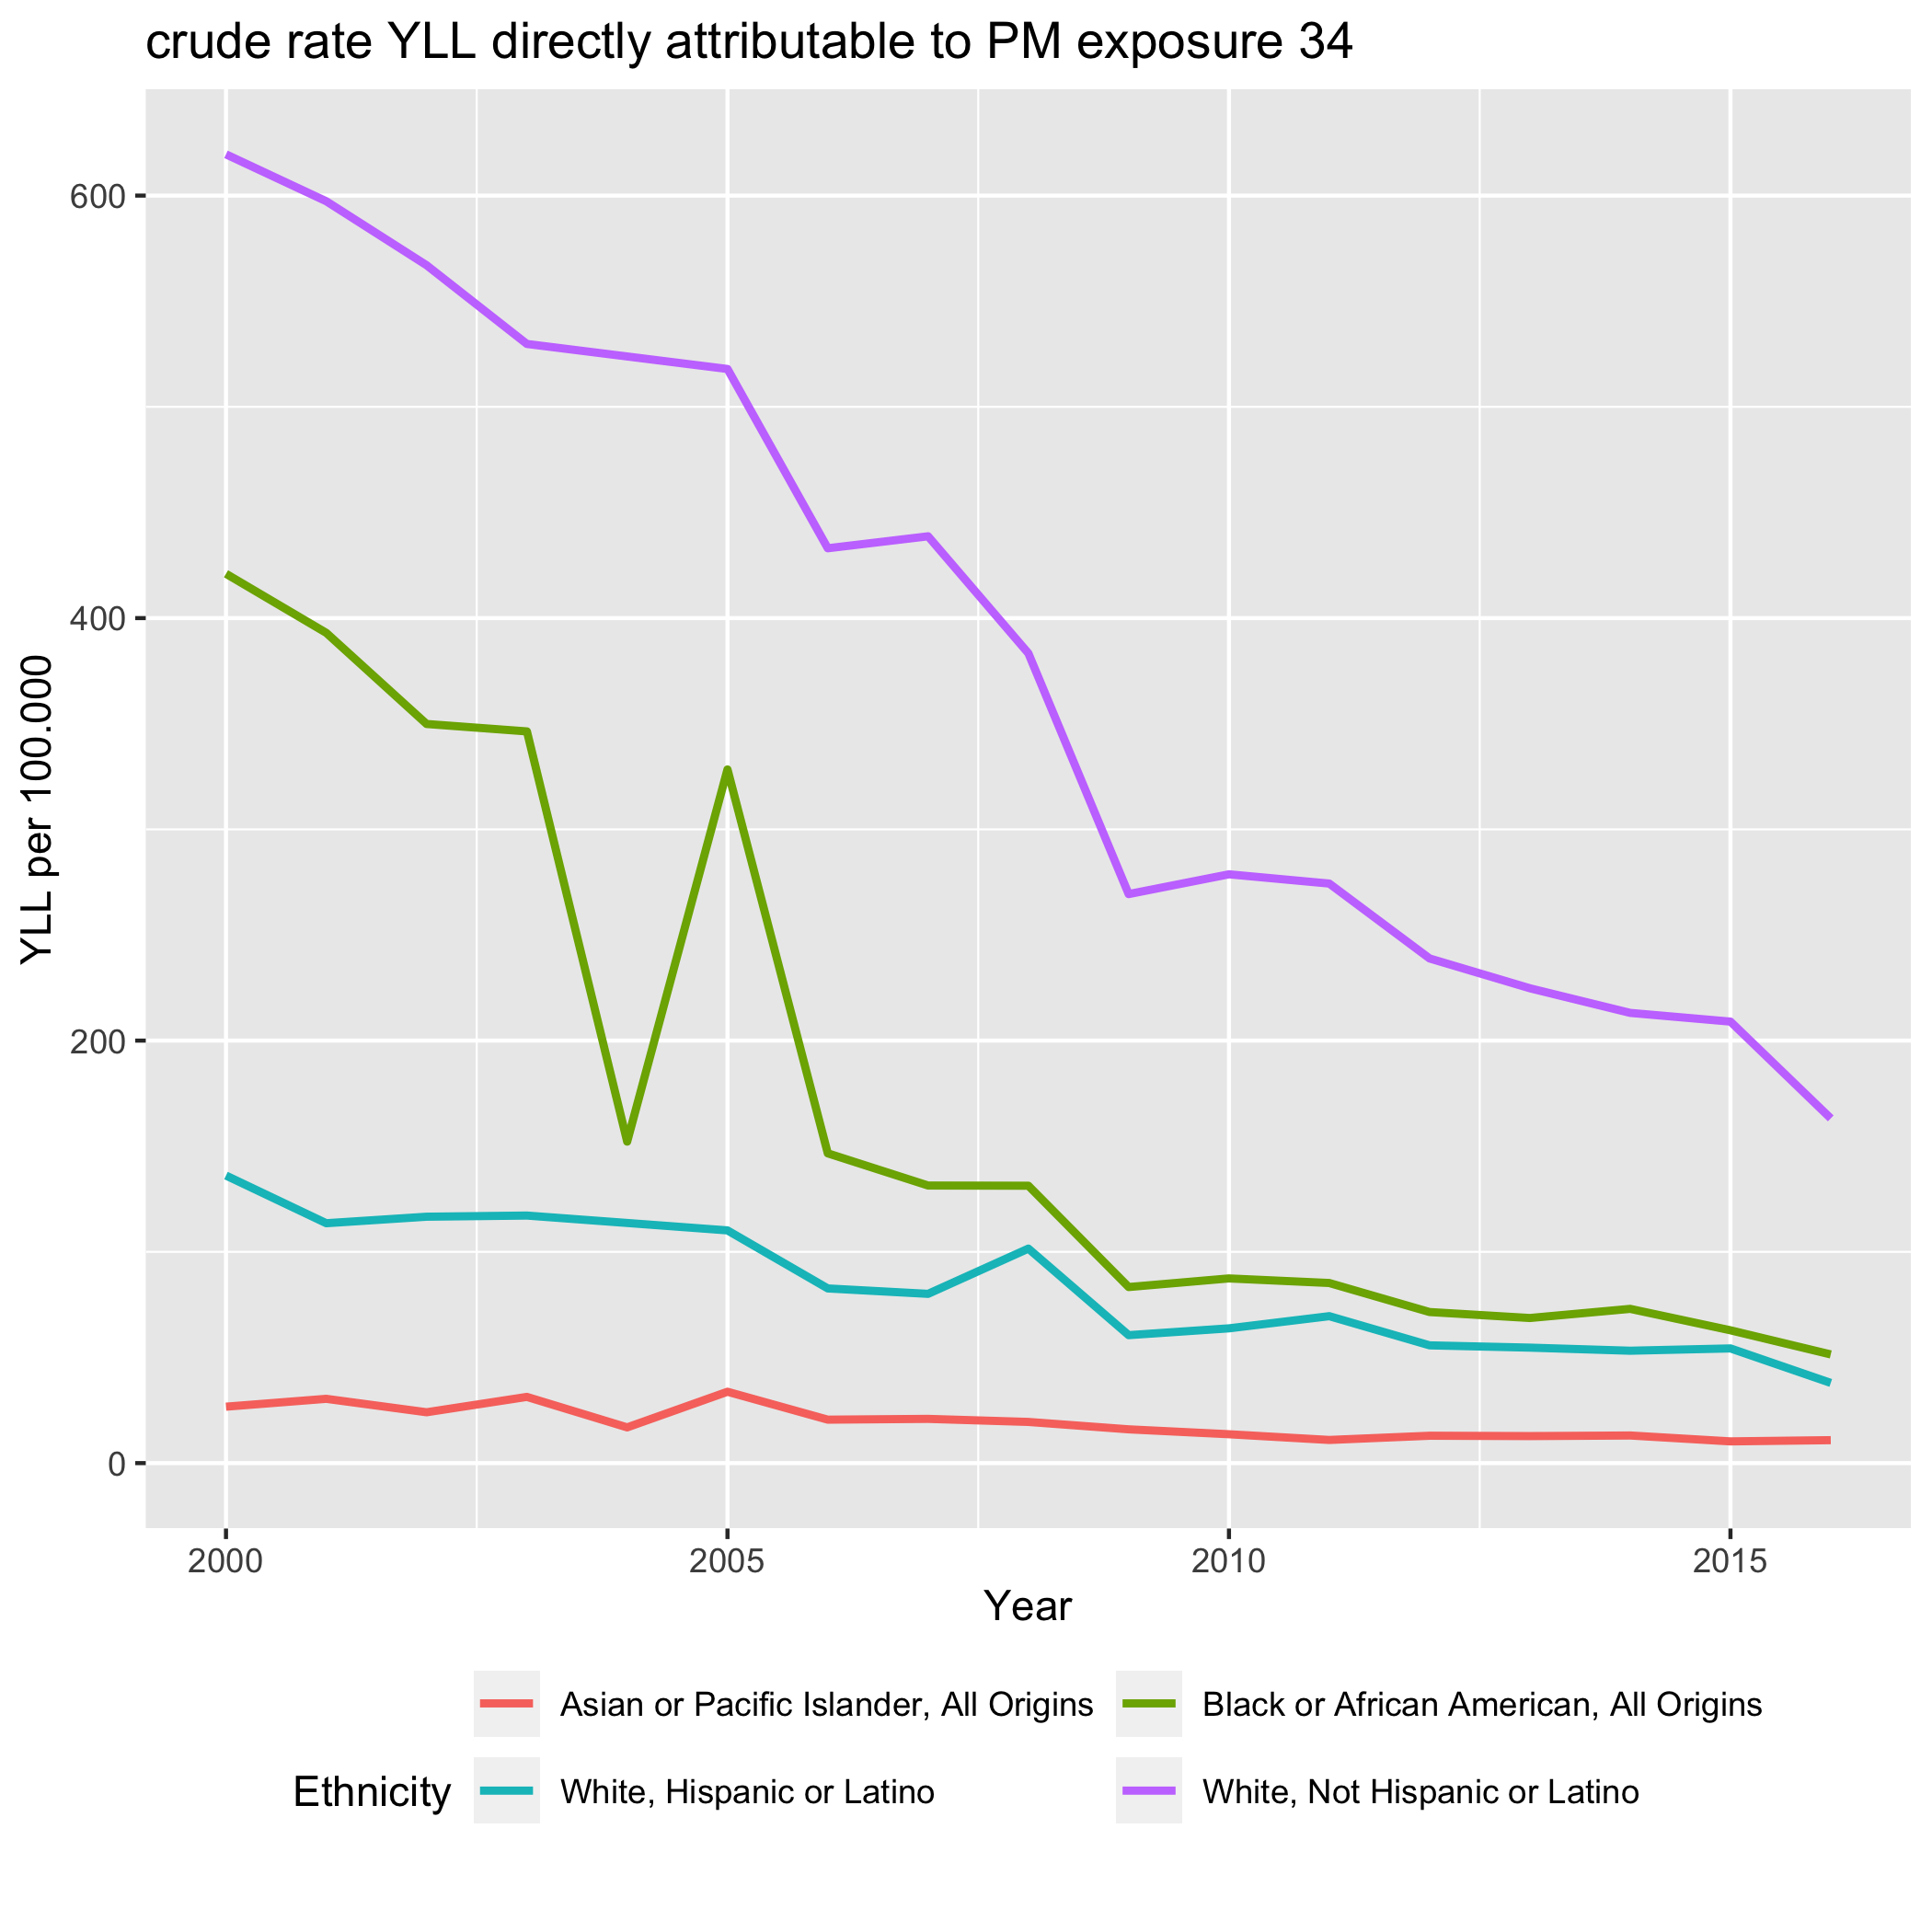 crude rate YLL directly attributable to PM exposure 34
YLL per 100.000
600
400
200
0
2000 2005 2010 2015
Year
Ethnicity
Asian or Pacific Islander, All Origins
Black or African American, All Origins
White, Hispanic or Latino
White, Not Hispanic or Latino